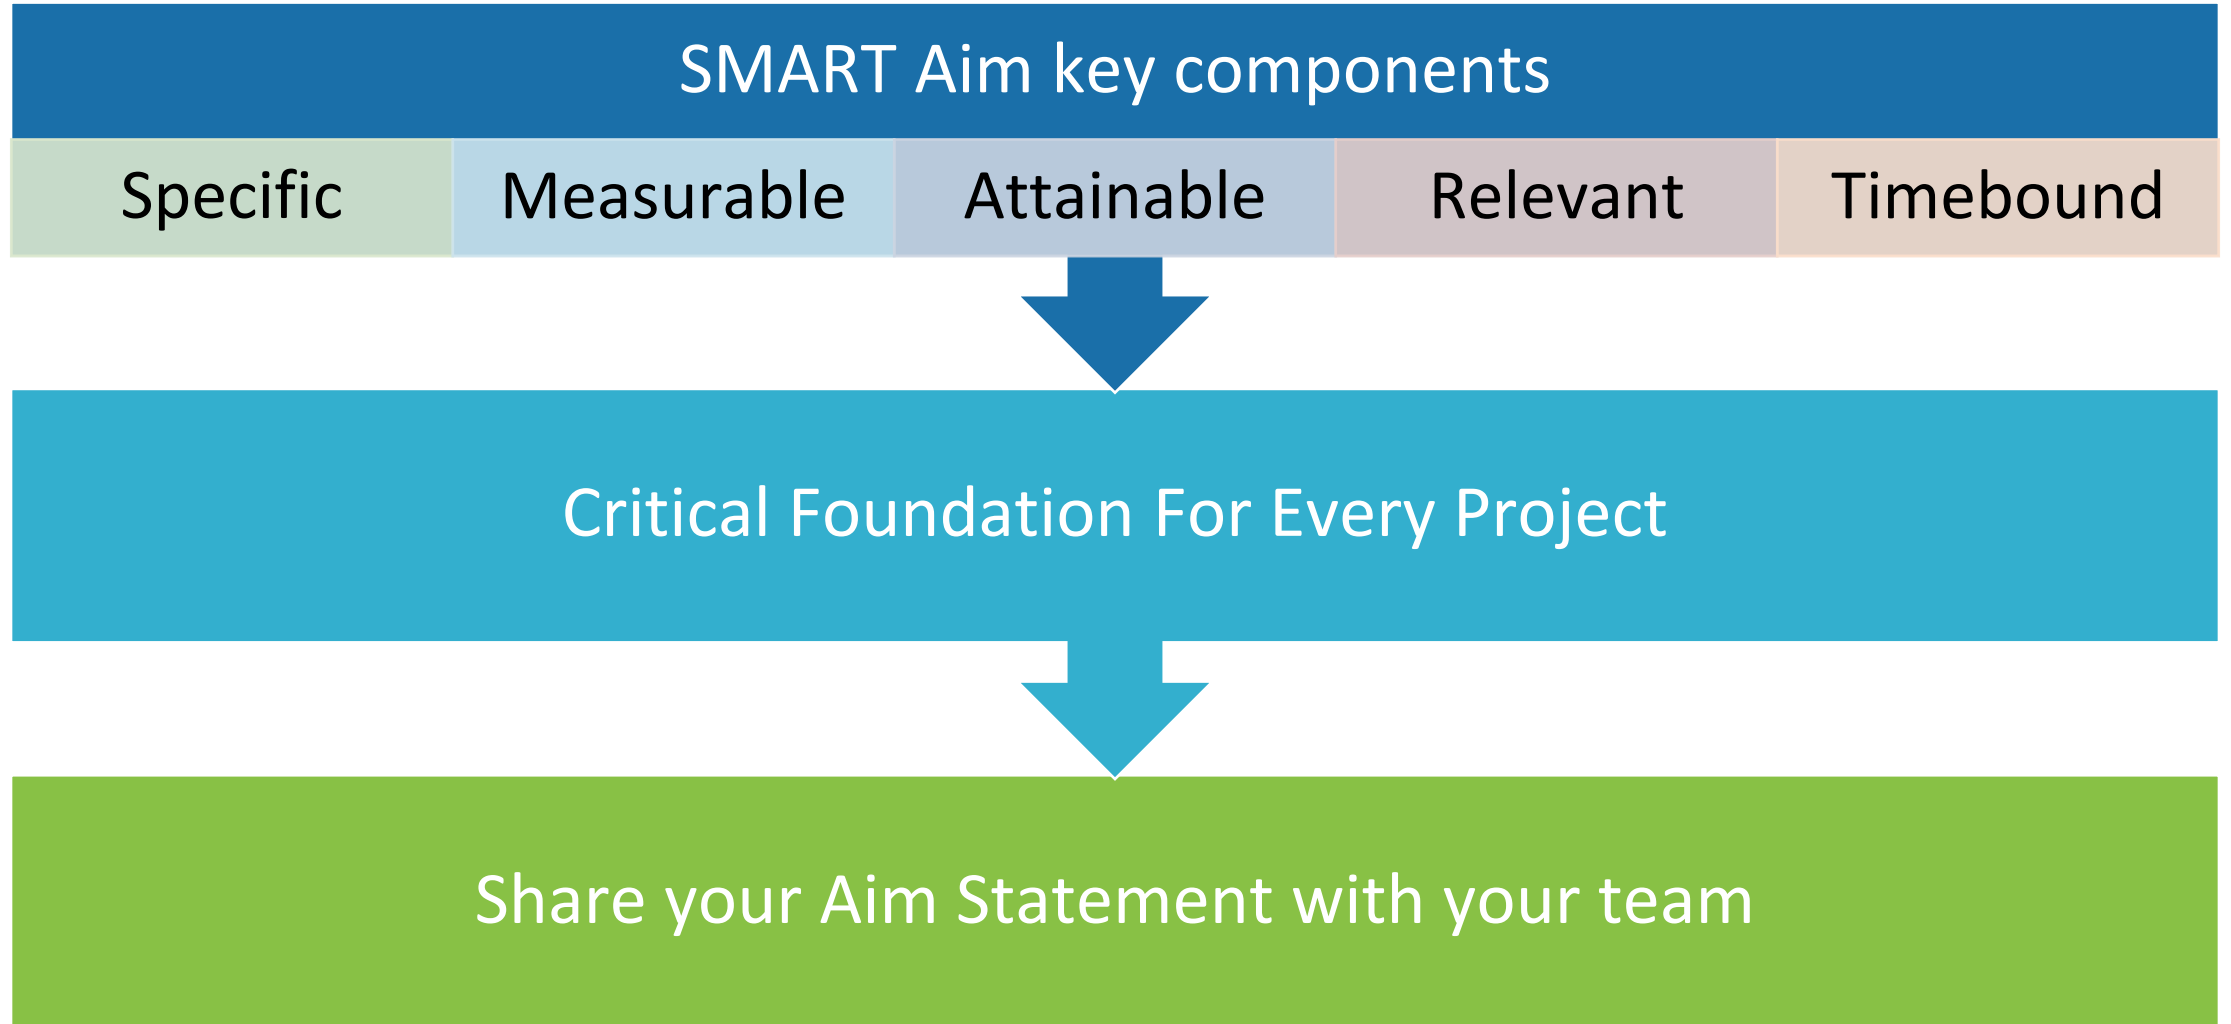 SMART Aim key components
Specific Measurable Attainable Relevant Timebound
Critical Foundation For Every Project
Share your Aim Statement with your team